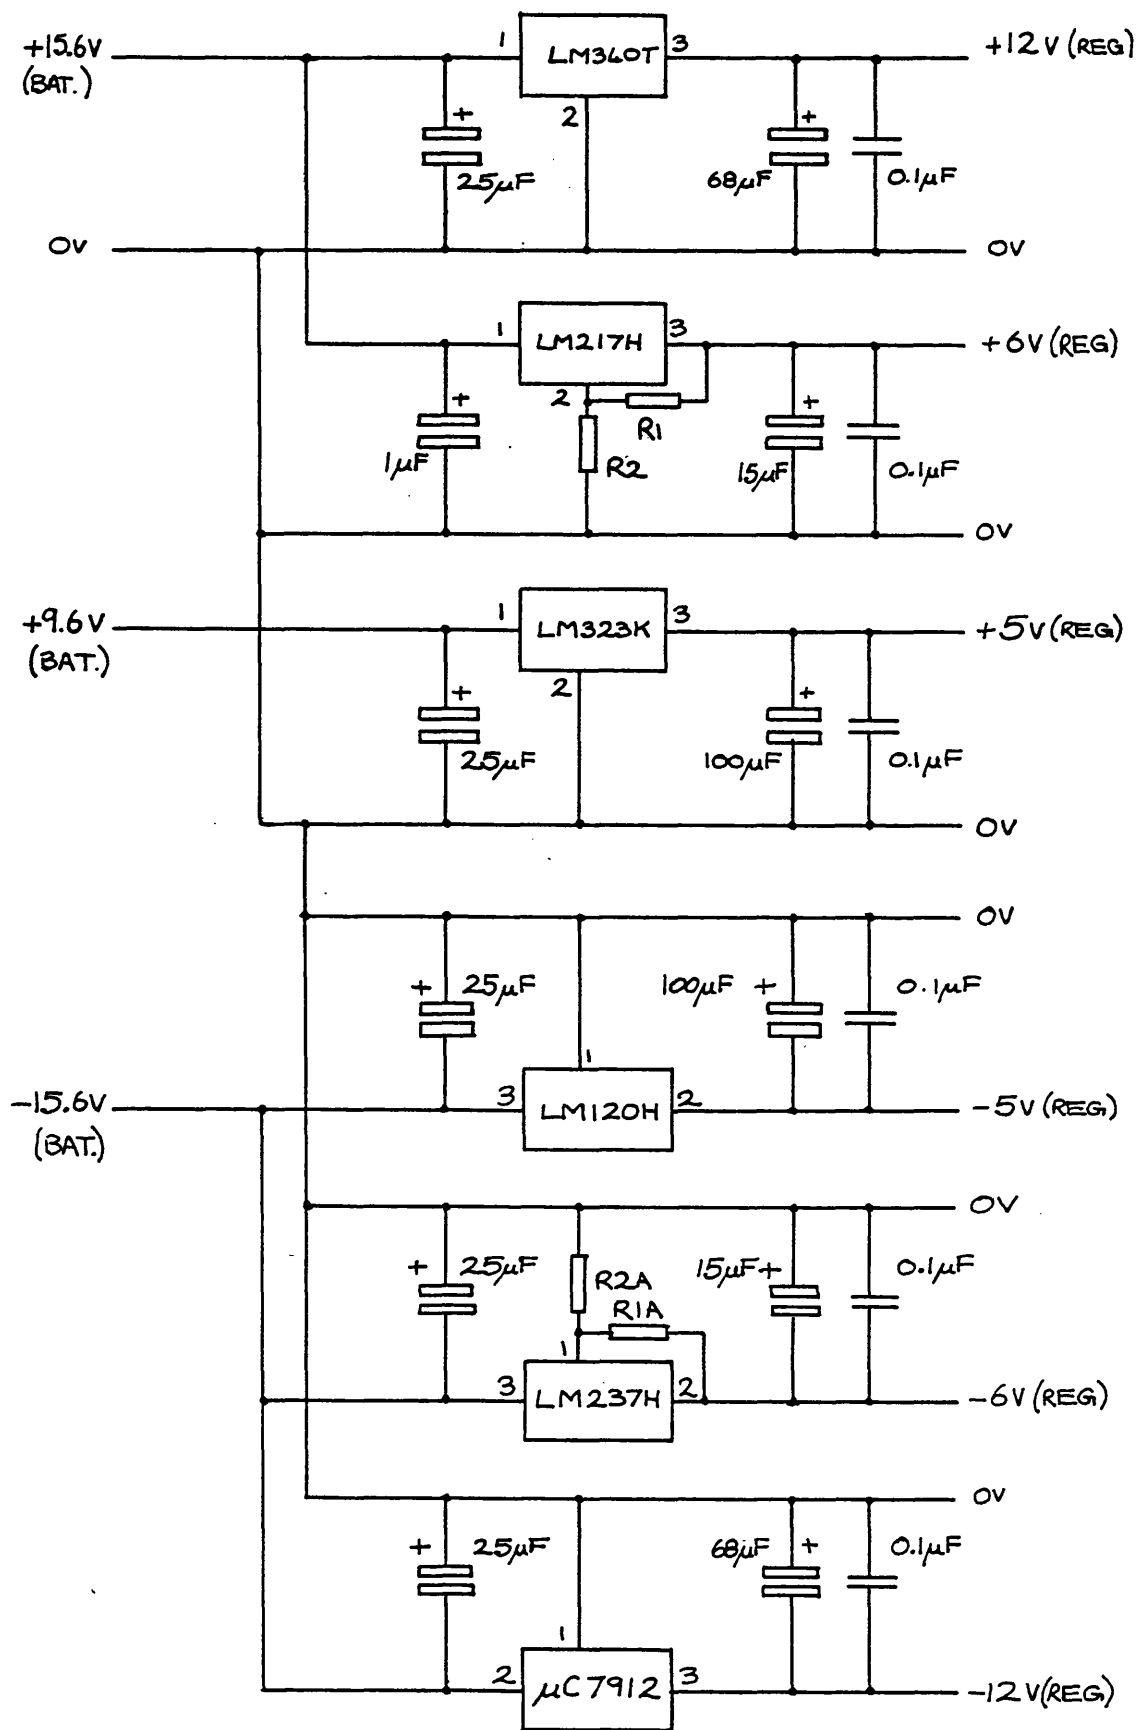 +15.6V
(BAT.)
1
LM340T
3
+12V (REG)
2
+
25µF
+
68µF
0.1µF
0V
0V
1
LM217H
3
+6V (REG)
2
R1
R2
+
1µF
+
15µF
0.1µF
0V
+9.6V
(BAT.)
1
LM323K
3
+5V (REG)
2
+
25µF
+
100µF
0.1µF
0V
0V
+ 25µF
100µF +
0.1µF
1
-15.6V
(BAT.)
3
LM120H
2
-5V (REG)
0V
+ 25µF
R2A
R1A
15µF +
0.1µF
1
3
LM237H
2
-6V (REG)
0V
+ 25µF
68µF +
0.1µF
1
2
µC7912
3
-12V (REG)